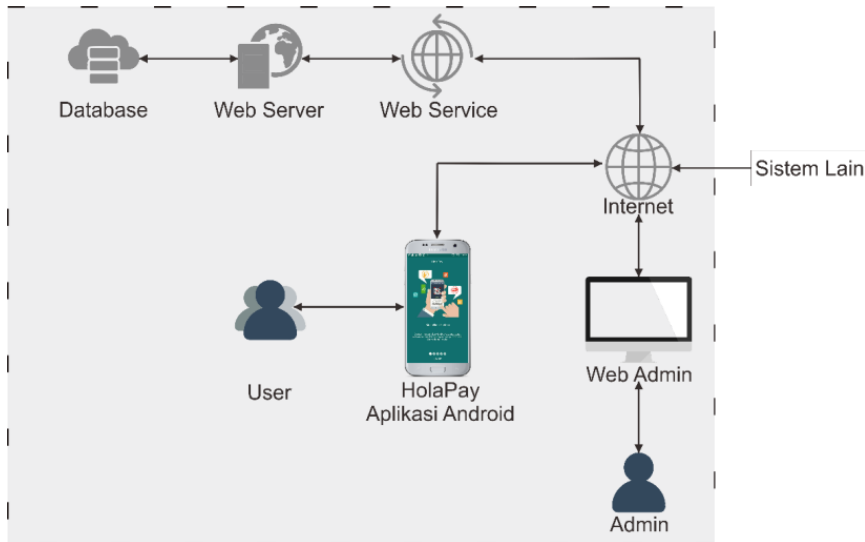 Database
Web Server
Web Service
Sistem Lain
Internet
User
HolaPay
Aplikasi Android
Web Admin
Admin